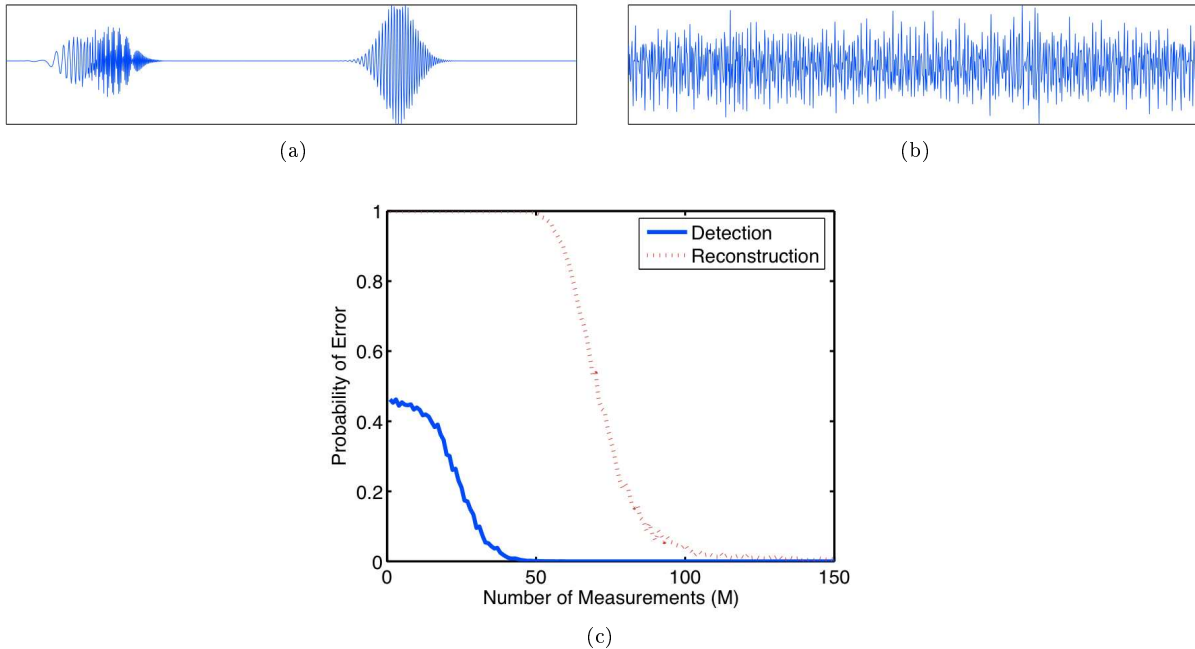 (a)
(b)
Detection
Reconstruction
Probability of Error
1
0.8
0.6
0.4
0.2
0
0 50 100 150
Number of Measurements (M)
(c)